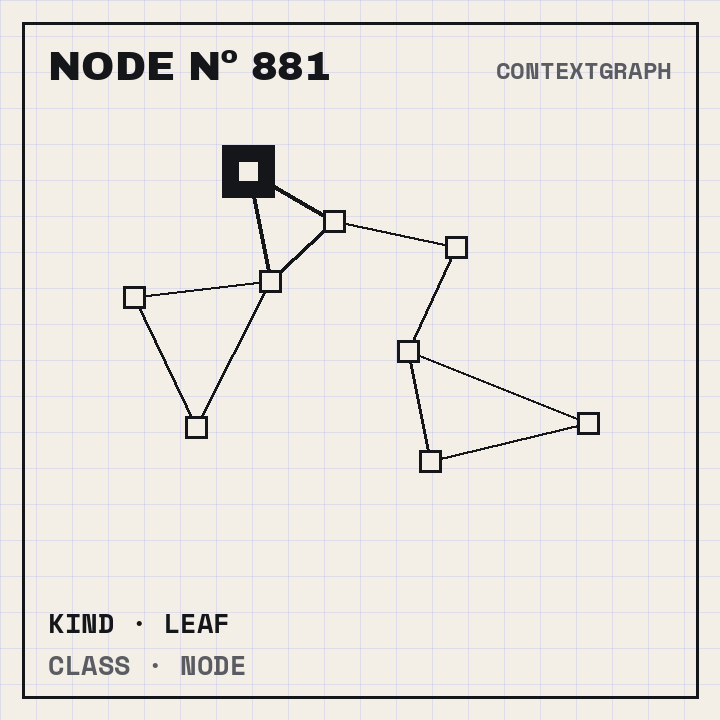 NODE Nº 881
CONTEXTGRAPH
KIND · LEAF
CLASS · NODE